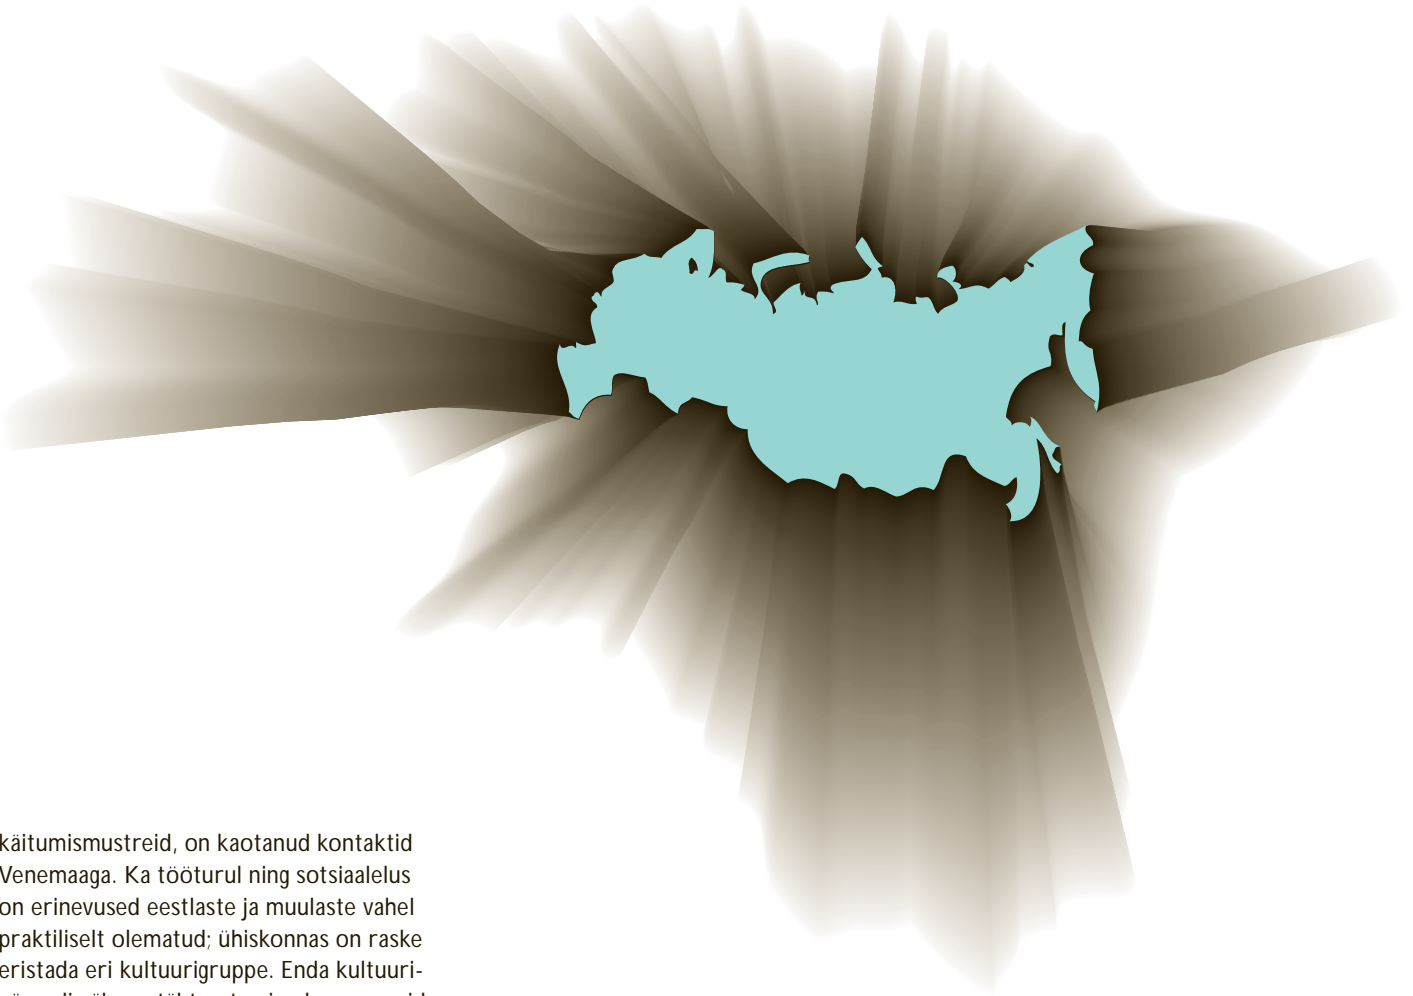 käitumismustreid, on kaotanud kontaktid
Venemaaga. Ka tööturul ning sotsiaalelus
on erinevused eestlaste ja muulaste vahel
praktiliselt olematud; ühiskonnas on raske
eristada eri kultuurigruppe. Enda kultuuri-